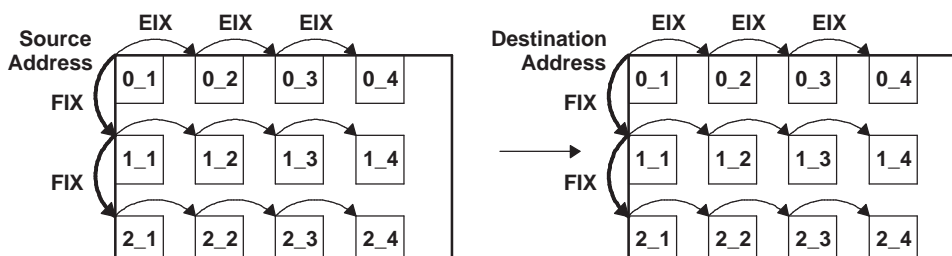 EIX EIX EIX
Source
Address
0_1 0_2 0_3 0_4
FIX
1_1 1_2 1_3 1_4
FIX
2_1 2_2 2_3 2_4
EIX EIX EIX
Destination
Address
0_1 0_2 0_3 0_4
FIX
1_1 1_2 1_3 1_4
FIX
2_1 2_2 2_3 2_4